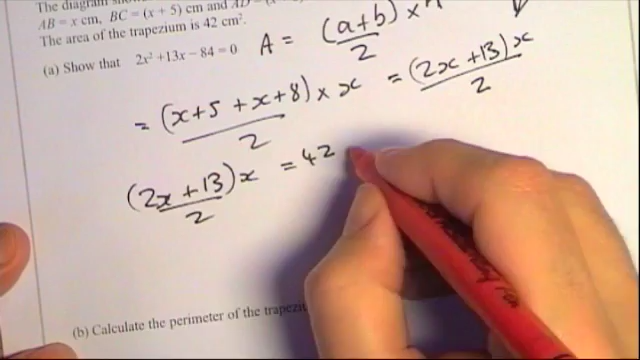 The diagram
AB = x cm, BC = (x + 5) cm and AD =
The area of the trapezium is 42 cm².
(a) Show that 2x² +13x − 84 = 0
A = (a+b)/2 ×
= (x+5 + x+8)/2 × x = (2x +13)x/2
(2x +13)x/2 = 42
(b) Calculate the perimeter of the